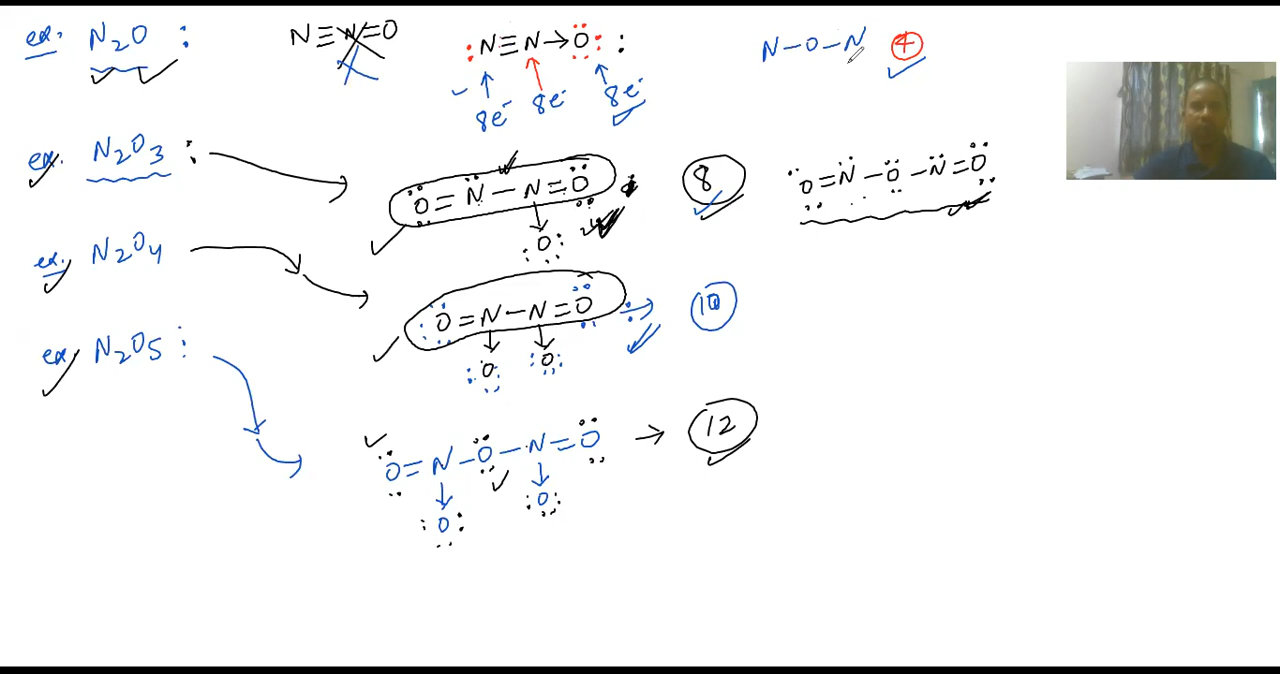 ex: N₂O : N≡N=O :N≡N→Ö: : N-O-N 4
8e⁻ 8e⁻ 8e⁻
ex. N₂O₃ : O=N-N=O 8 O=N-O-N=O
O
ex. N₂O₄ O=N-N=O 10
O O
ex. N₂O₅ : O=N-O-N=O → 12
O O